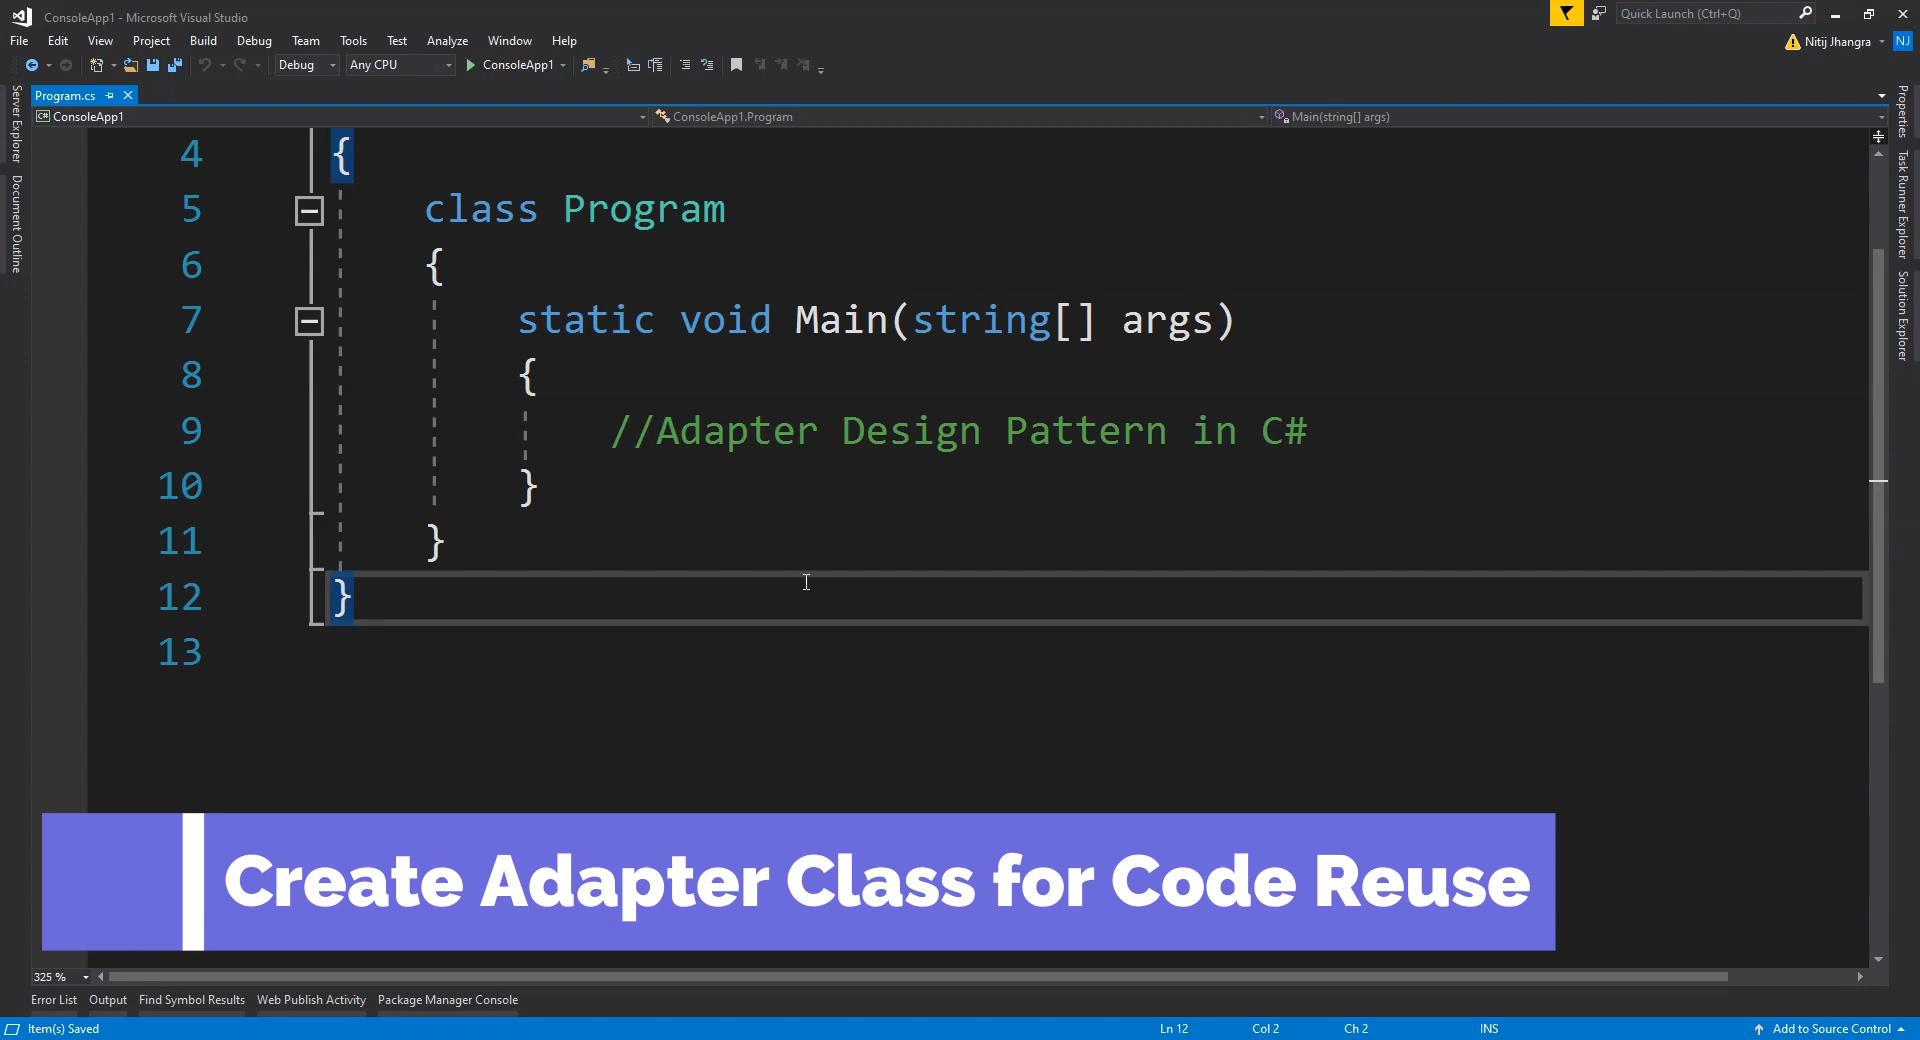 ConsoleApp1 - Microsoft Visual Studio
Quick Launch (Ctrl+Q)
File Edit View Project Build Debug Team Tools Test Analyze Window Help
Nitij Jhangra NJ
Debug Any CPU ConsoleApp1
Program.cs
C# ConsoleApp1 ConsoleApp1.Program Main(string[] args)
Server Explorer
Document Outline
Properties
Task Runner Explorer
Solution Explorer
4 {
5 class Program
6 {
7 static void Main(string[] args)
8 {
9 //Adapter Design Pattern in C#
10 }
11 }
12 }
13
Create Adapter Class for Code Reuse
325 %
Error List Output Find Symbol Results Web Publish Activity Package Manager Console
Item(s) Saved Ln 12 Col 2 Ch 2 INS Add to Source Control